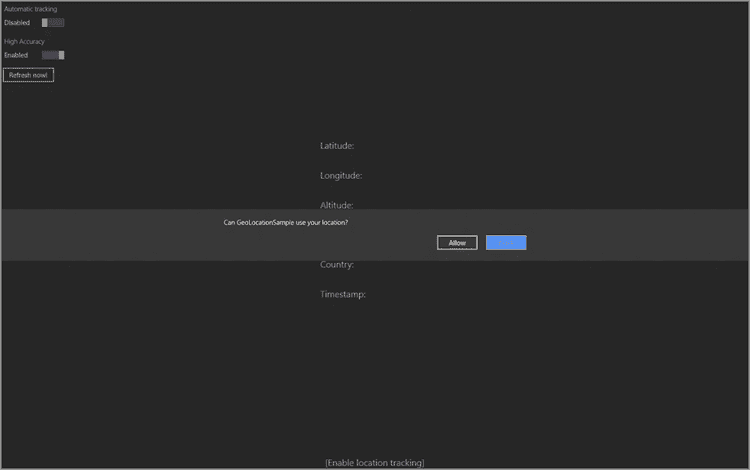 Automatic tracking
Disabled
High Accuracy
Enabled
Refresh now!
Latitude:
Longitude:
Altitude:
Can GeoLocationSample use your location?
Allow
Country:
Timestamp:
[Enable location tracking]